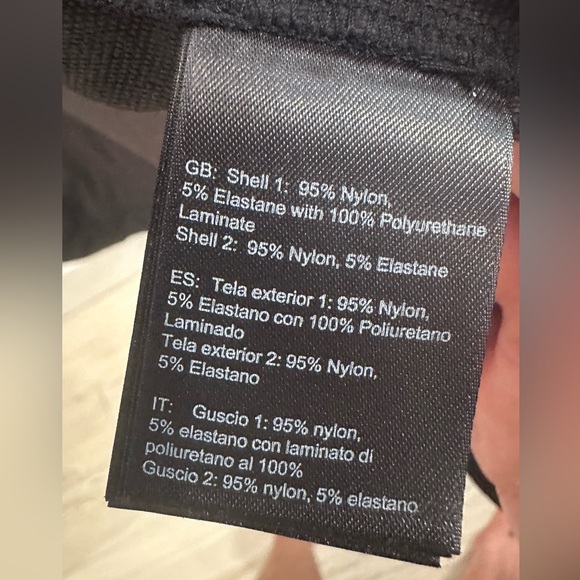 GB: Shell 1: 95% Nylon,
5% Elastane with 100% Polyurethane
Laminate
Shell 2: 95% Nylon, 5% Elastane
ES: Tela exterior 1: 95% Nylon,
5% Elastano con 100% Poliuretano
Laminado
Tela exterior 2: 95% Nylon,
5% Elastano
IT: Guscio 1: 95% nylon,
5% elastano con laminato di
poliuretano al 100%
Guscio 2: 95% nylon, 5% elastano